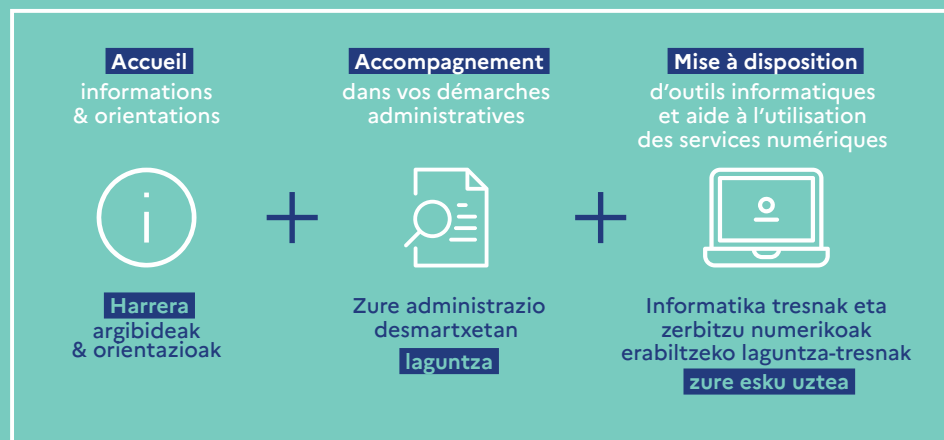 Accueil
informations
& orientations
Accompagnement
dans vos démarches
administratives
Mise à disposition
d'outils informatiques
et aide à l'utilisation
des services numériques
Harrera
argibideak
& orientazioak
Zure administrazio
desmartxetan
laguntza
Informatika tresnak eta
zerbitzu numerikoak
erabiltzeko laguntza-tresnak
zure esku uztea